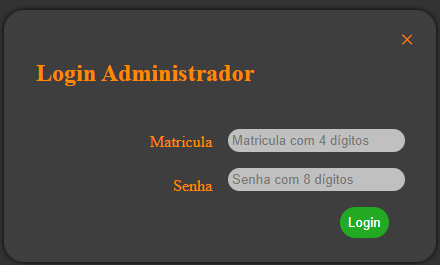 ×
Login Administrador
Matricula Matricula com 4 dígitos
Senha Senha com 8 dígitos
Login